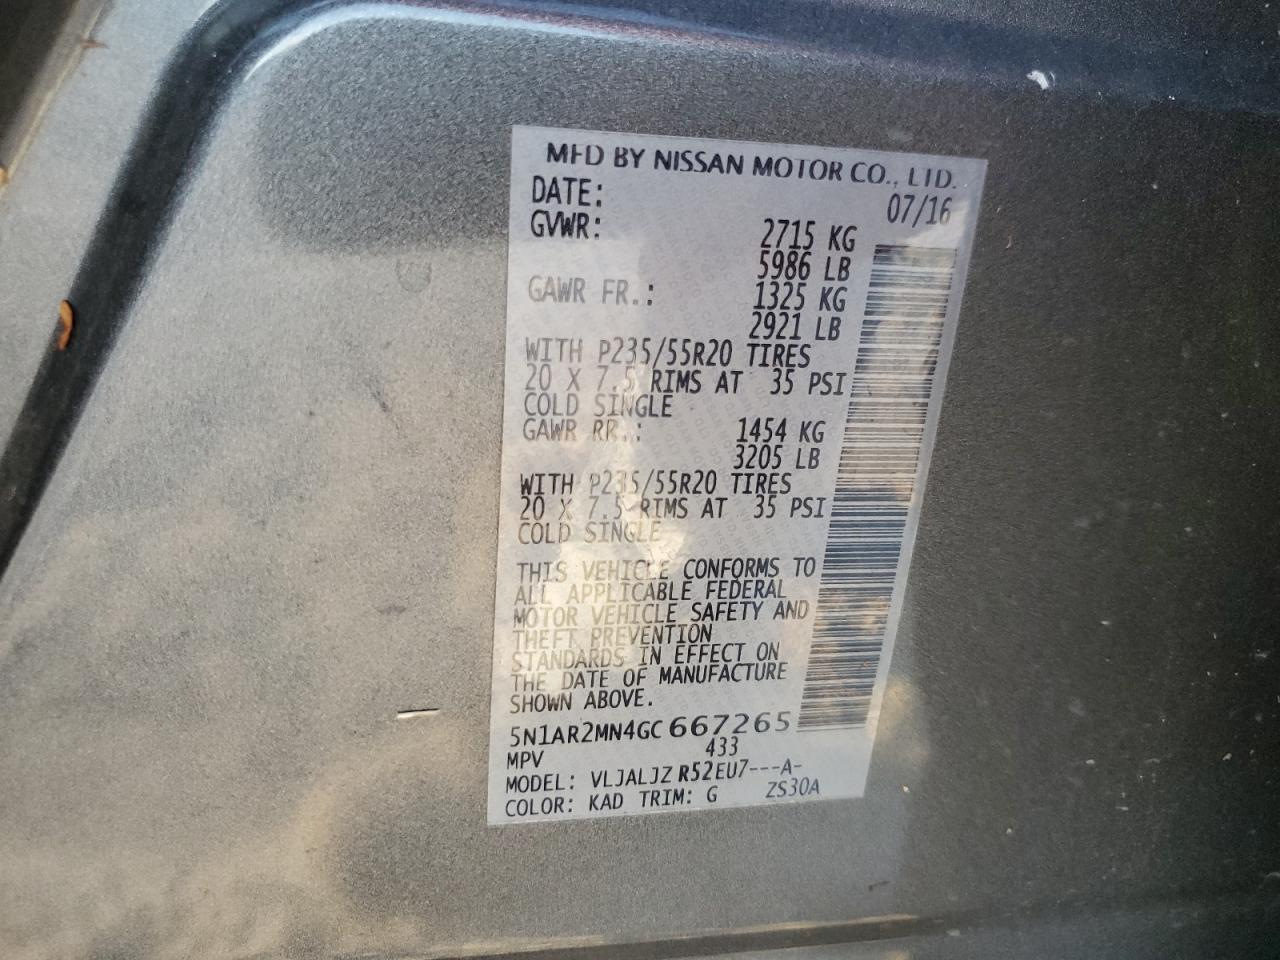 MFD BY NISSAN MOTOR CO., LTD.
DATE: 07/16
GVWR: 2715 KG
5986 LB
GAWR FR.: 1325 KG
2921 LB
WITH P235/55R20 TIRES
20 X 7.5 RIMS AT 35 PSI
COLD SINGLE
GAWR RR.: 1454 KG
3205 LB
WITH P235/55R20 TIRES
20 X 7.5 RIMS AT 35 PSI
COLD SINGLE
THIS VEHICLE CONFORMS TO
ALL APPLICABLE FEDERAL
MOTOR VEHICLE SAFETY AND
THEFT PREVENTION
STANDARDS IN EFFECT ON
THE DATE OF MANUFACTURE
SHOWN ABOVE.
5N1AR2MN4GC667265
MPV 433
MODEL: VLJALJZ R52EU7---A-
COLOR: KAD TRIM: G ZS30A